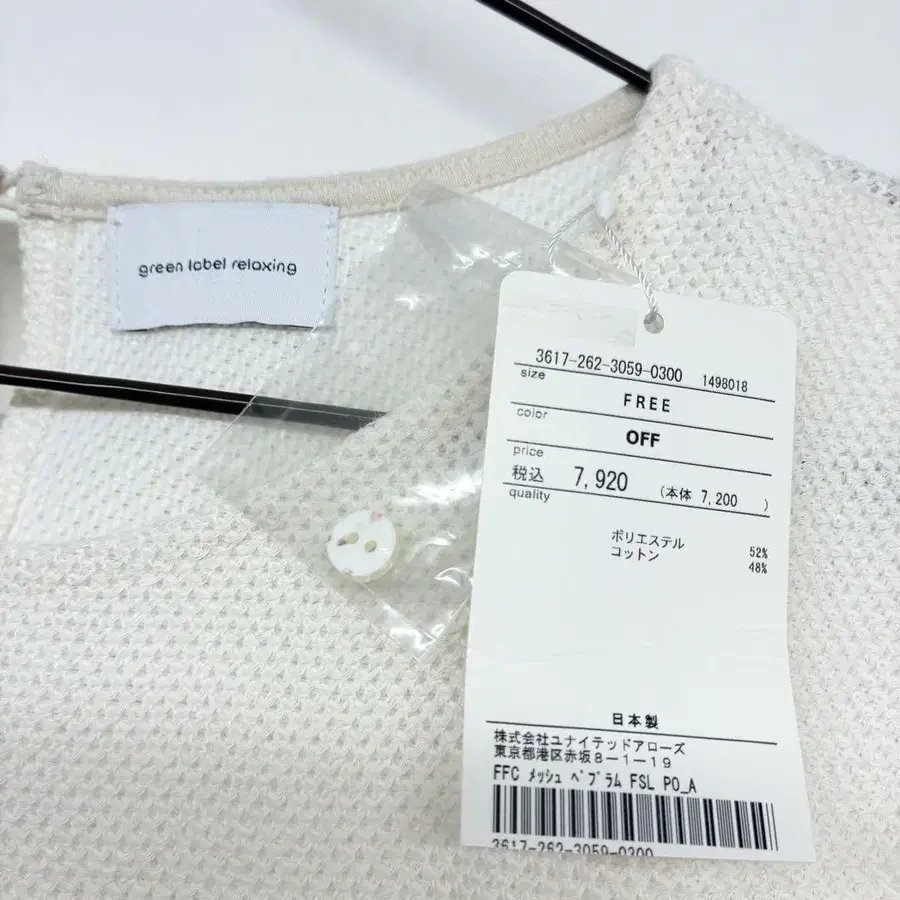 green label relaxing
3617-262-3059-0300 1498018
size
FREE
color
OFF
price
税込 7,920 (本体 7,200 )
quality
ポリエステル 52%
コットン 48%
日本製
株式会社ユナイテッドアローズ
東京都港区赤坂8-1-19
FFC メッシュ ペプラム FSL PO_A
3617-262-3059-0300